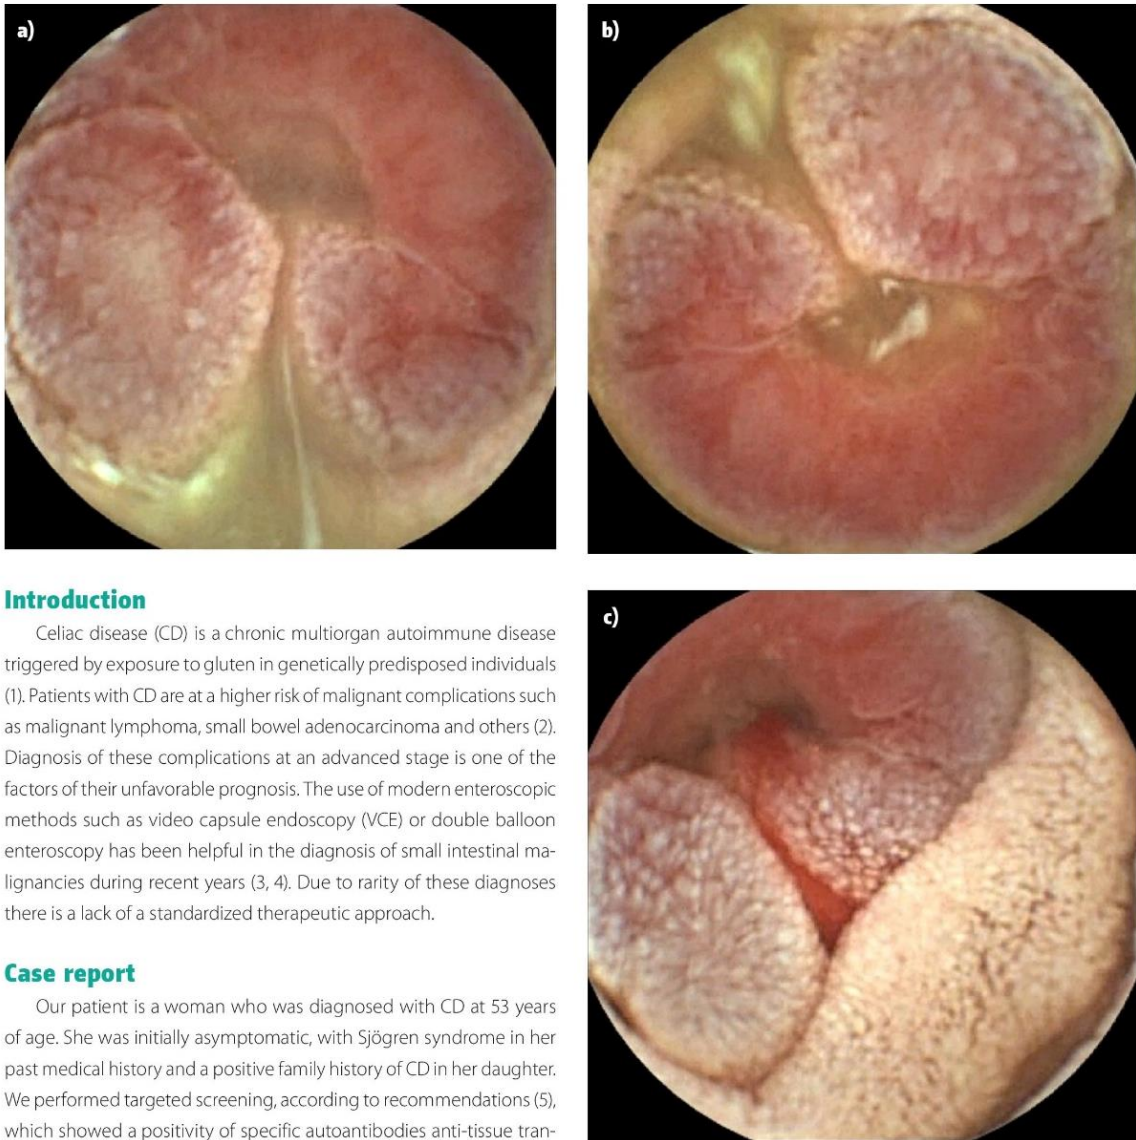 a)
b)
Introduction
Celiac disease (CD) is a chronic multiorgan autoimmune disease
triggered by exposure to gluten in genetically predisposed individuals
(1). Patients with CD are at a higher risk of malignant complications such
as malignant lymphoma, small bowel adenocarcinoma and others (2).
Diagnosis of these complications at an advanced stage is one of the
factors of their unfavorable prognosis. The use of modern enteroscopic
methods such as video capsule endoscopy (VCE) or double balloon
enteroscopy has been helpful in the diagnosis of small intestinal ma-
lignancies during recent years (3, 4). Due to rarity of these diagnoses
there is a lack of a standardized therapeutic approach.
Case report
Our patient is a woman who was diagnosed with CD at 53 years
of age. She was initially asymptomatic, with Sjögren syndrome in her
past medical history and a positive family history of CD in her daughter.
We performed targeted screening, according to recommendations (5),
which showed a positivity of specific autoantibodies anti-tissue tran-
c)